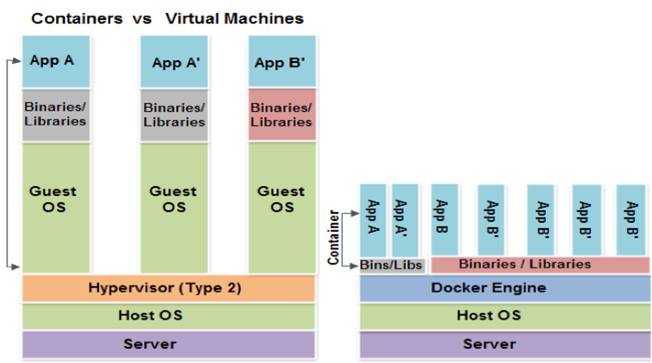 Containers vs Virtual Machines
App A
App A'
App B'
Binaries/
Libraries
Binaries/
Libraries
Binaries/
Libraries
Guest
OS
Guest
OS
Guest
OS
Hypervisor (Type 2)
Host OS
Server
Container
App A
App A'
App B
App B'
App B'
App B'
App B'
Bins/Libs
Binaries / Libraries
Docker Engine
Host OS
Server